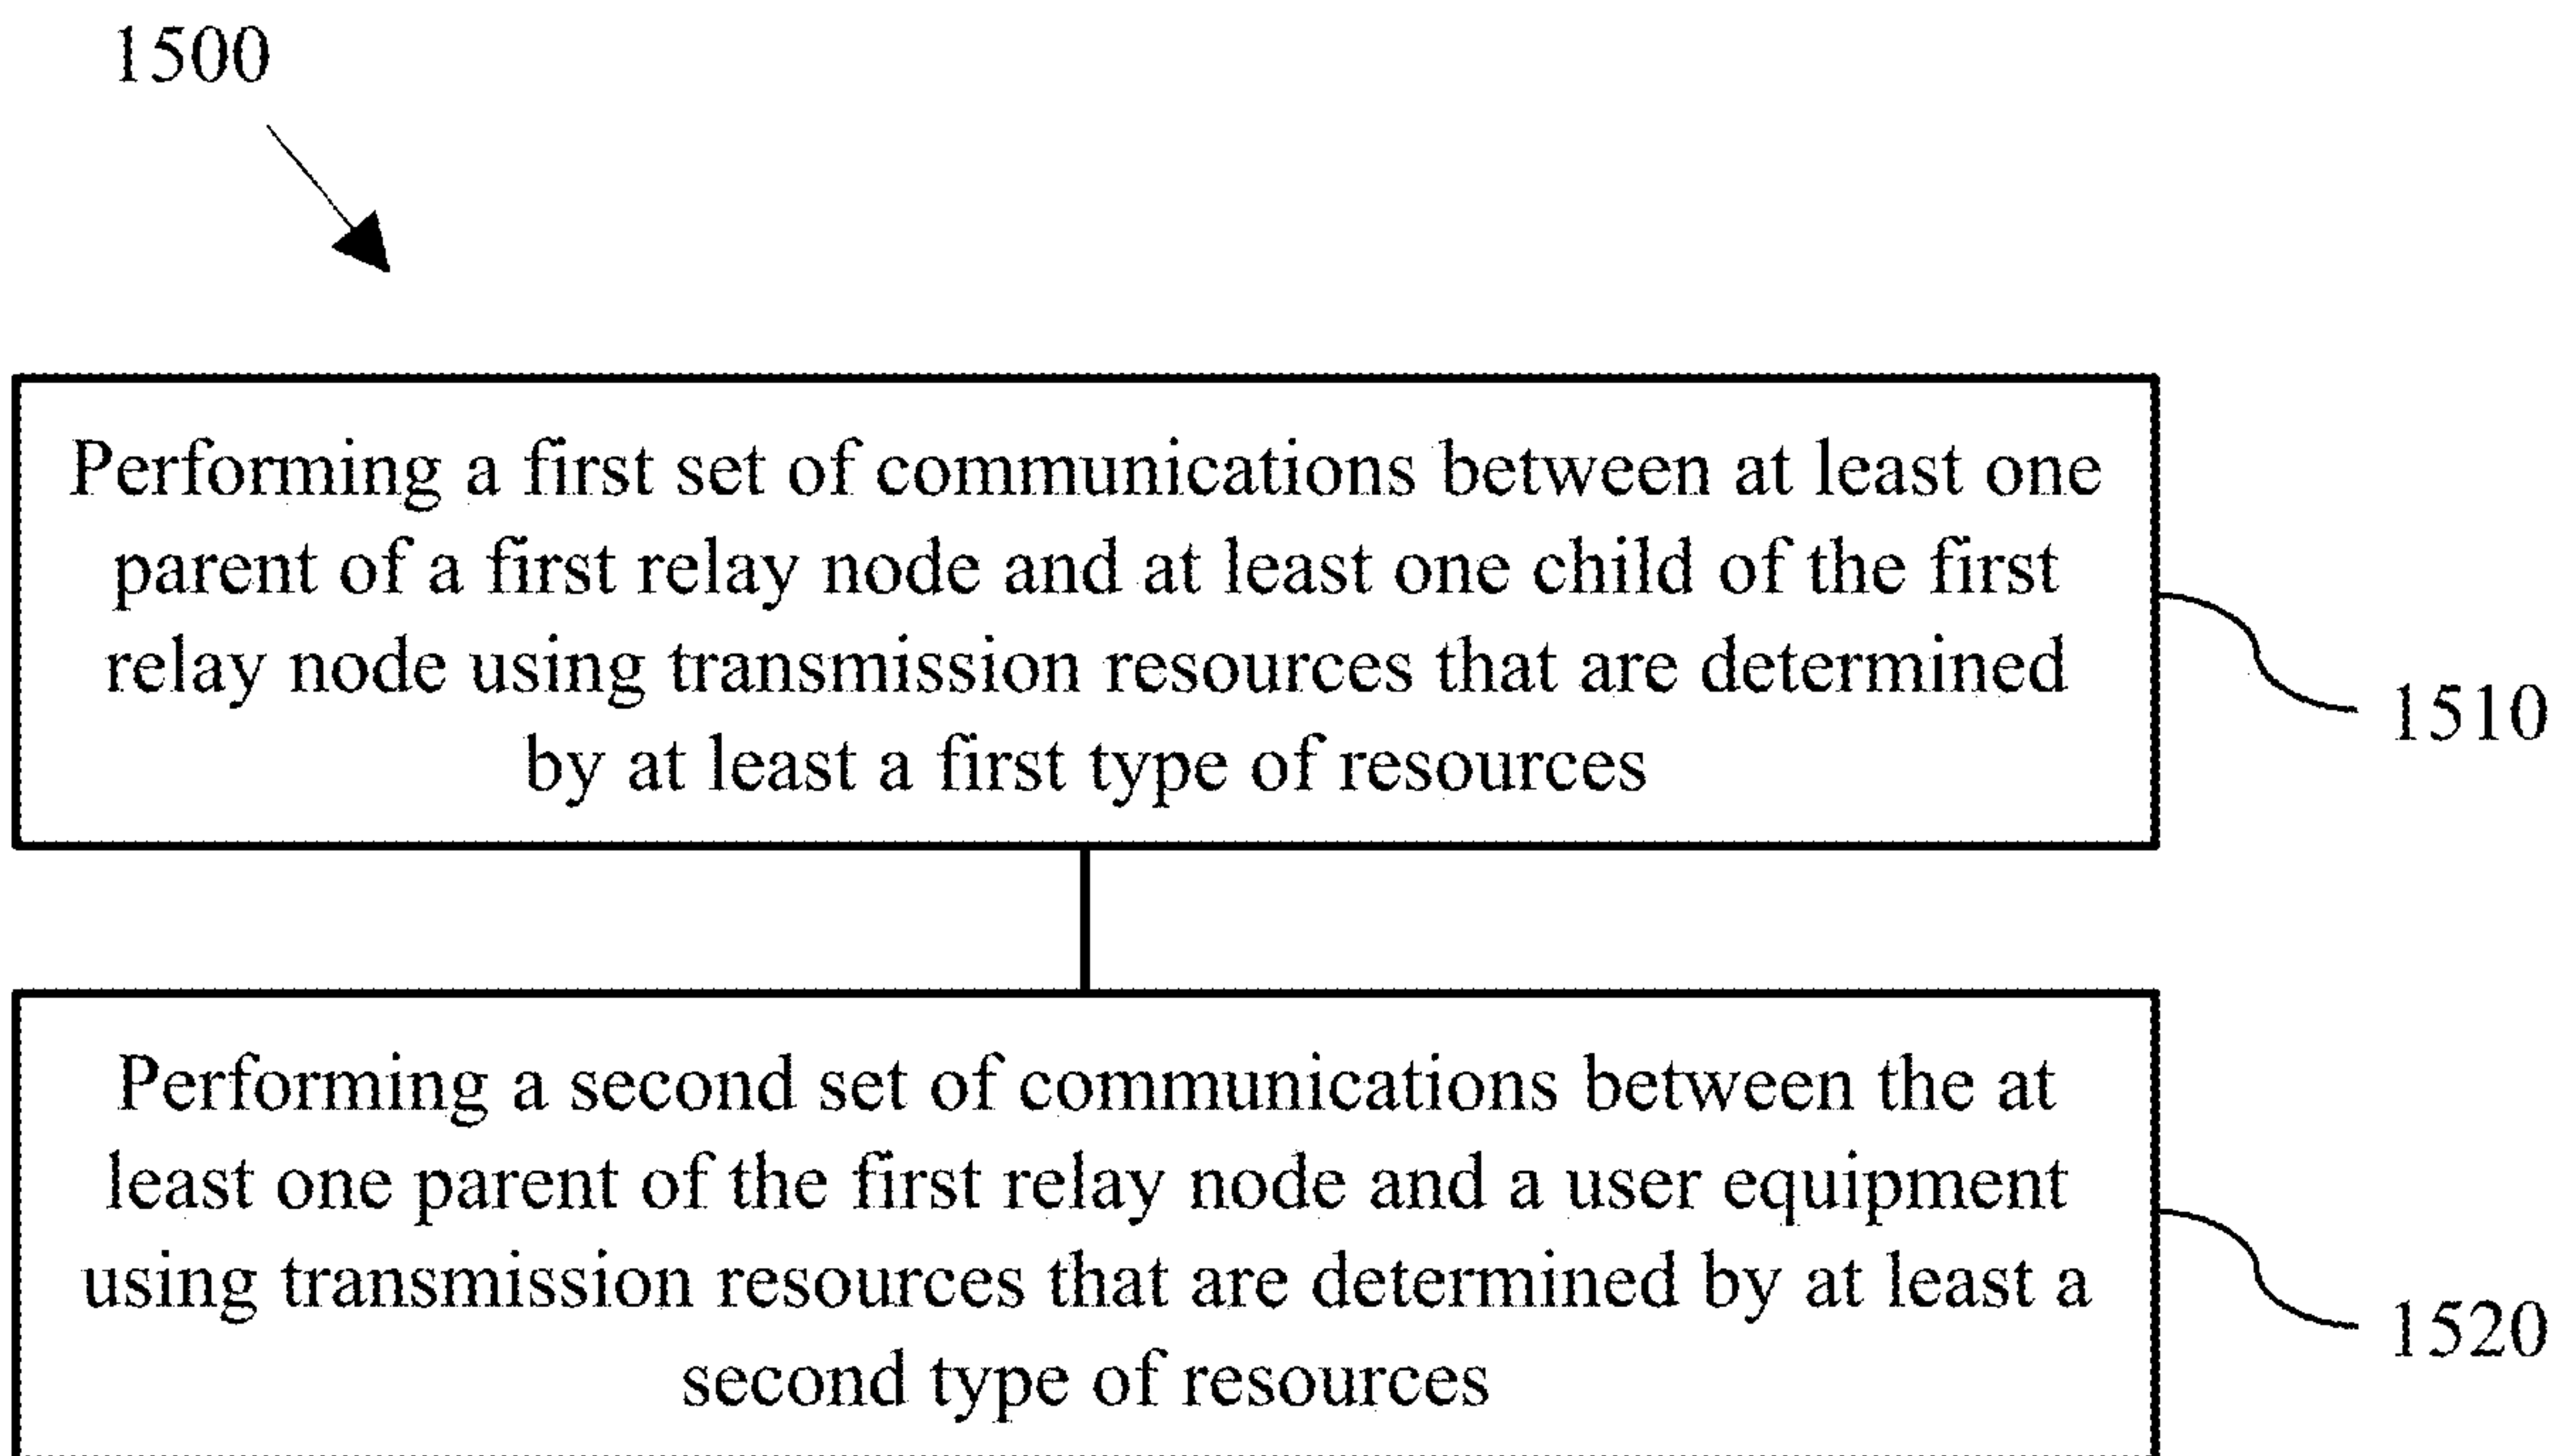 1500
Performing a first set of communications between at least one
parent of a first relay node and at least one child of the first
relay node using transmission resources that are determined
by at least a first type of resources
1510
Performing a second set of communications between the at
least one parent of the first relay node and a user equipment
using transmission resources that are determined by at least a
second type of resources
1520